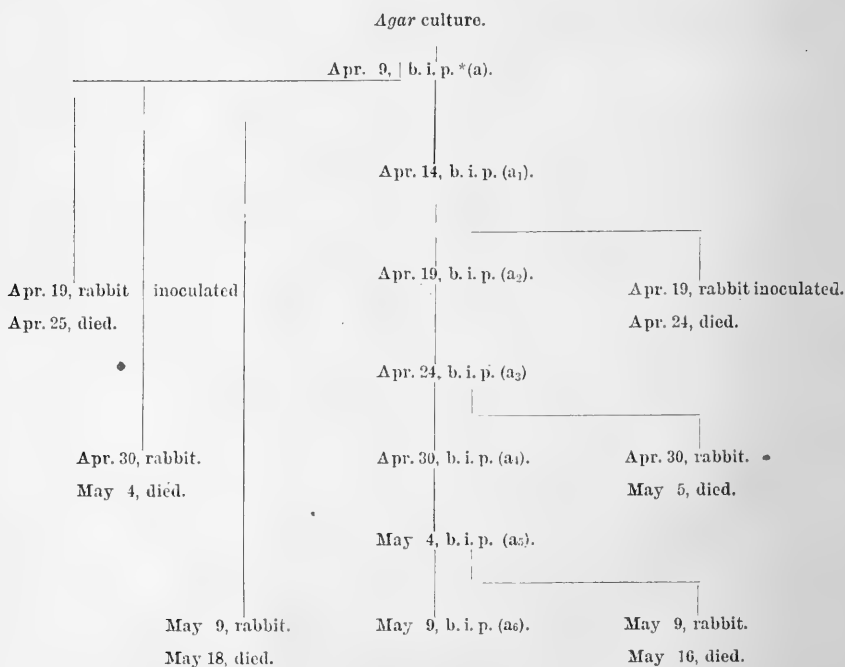 Agar culture.
Apr. 9, b. i. p. *(a).
Apr. 14, b. i. p. (a₁).
Apr. 19, rabbit inoculated
Apr. 25, died.
Apr. 19, b. i. p. (a₂).
Apr. 19, rabbit inoculated.
Apr. 24, died.
Apr. 24, b. i. p. (a₃)
Apr. 30, rabbit.
May 4, died.
Apr. 30, b. i. p. (a₄).
Apr. 30, rabbit.
May 5, died.
May 4, b. i. p. (a₅).
May 9, rabbit.
May 18, died.
May 9, b. i. p. (a₆).
May 9, rabbit.
May 16, died.